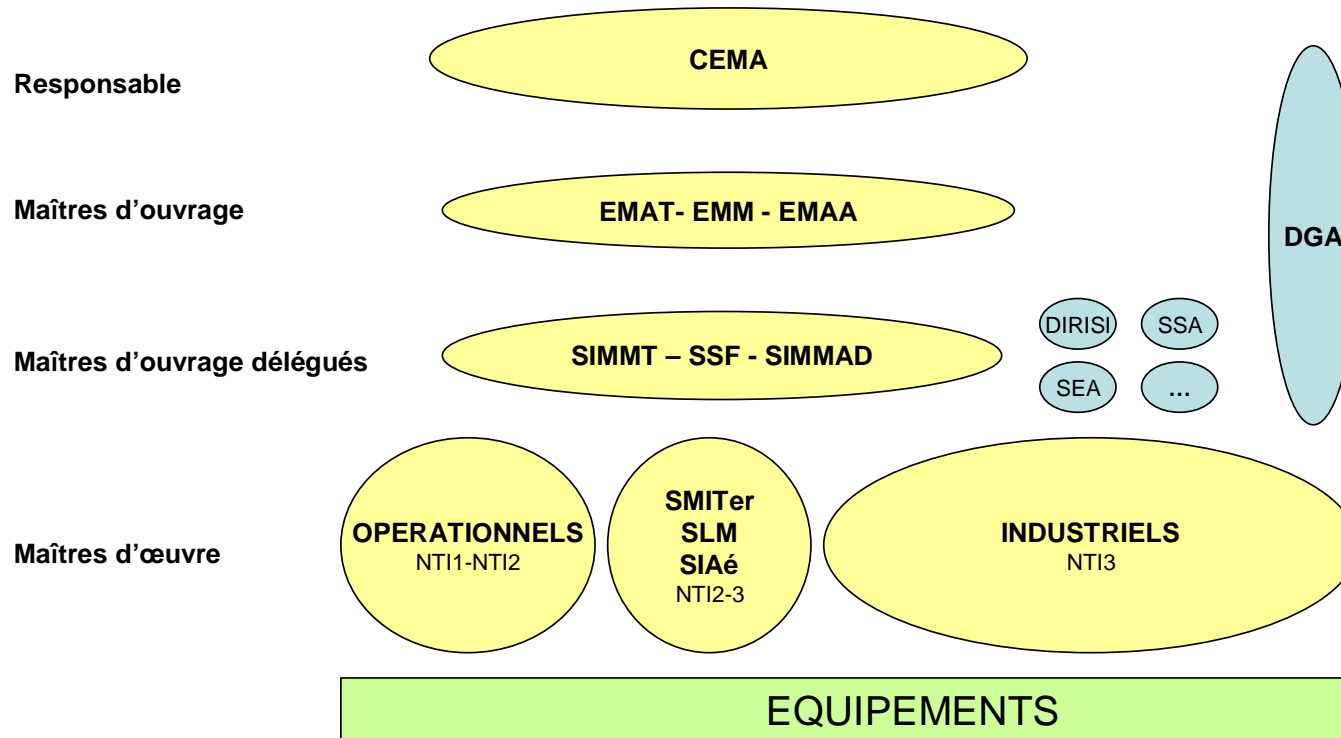 CEMA
Responsable
Maîtres d'ouvrage
EMAT- EMM - EMAA
DGA
DIRISI
SSA
Maîtres d'ouvrage délégués
SIMMT – SSF - SIMMAD
SEA
...
Maîtres d'œuvre
OPERATIONNELS
NTI1-NTI2
SMITer
SLM
SIAé
NTI2-3
INDUSTRIELS
NTI3
EQUIPEMENTS